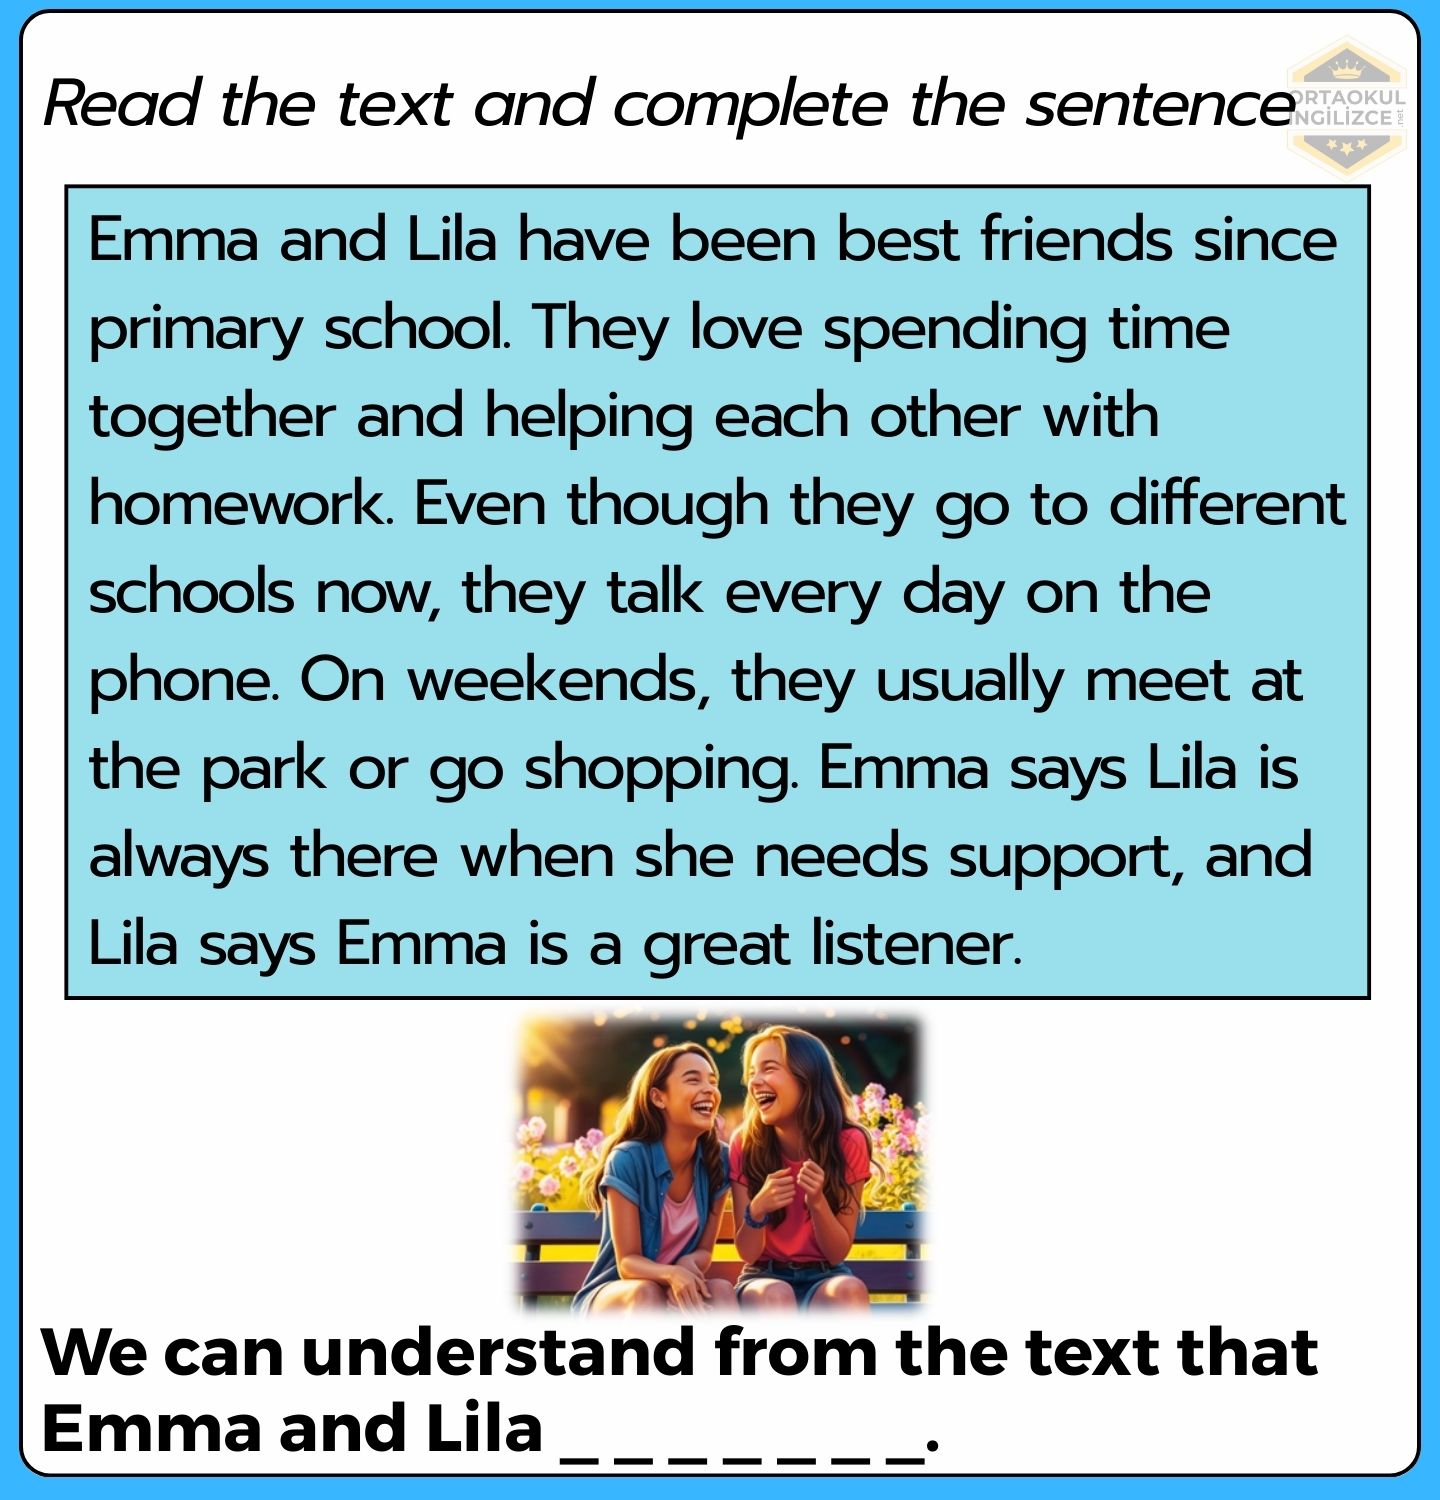 Read the text and complete the sentence
ORTAOKUL
İNGİLİZCE
.net
Emma and Lila have been best friends since
primary school. They love spending time
together and helping each other with
homework. Even though they go to different
schools now, they talk every day on the
phone. On weekends, they usually meet at
the park or go shopping. Emma says Lila is
always there when she needs support, and
Lila says Emma is a great listener.
We can understand from the text that
Emma and Lila _ _ _ _ _ _ _.